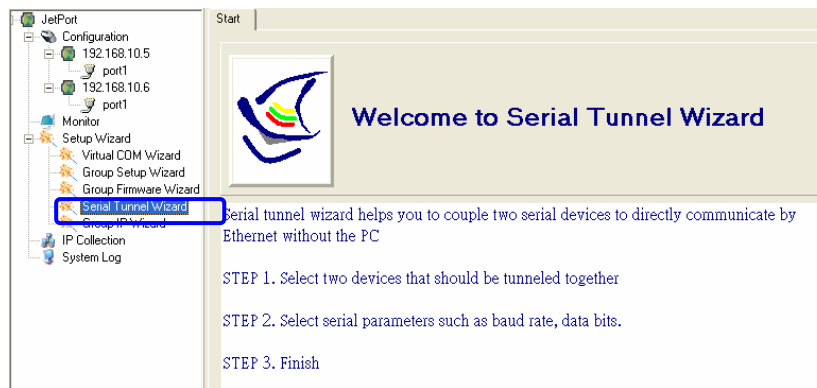 JetPort
Configuration
192.168.10.5
port1
192.168.10.6
port1
Monitor
Setup Wizard
Virtual COM Wizard
Group Setup Wizard
Group Firmware Wizard
Serial Tunnel Wizard
Group IP Wizard
IP Collection
System Log
Start
Welcome to Serial Tunnel Wizard
Serial tunnel wizard helps you to couple two serial devices to directly communicate by
Ethernet without the PC
STEP 1. Select two devices that should be tunneled together
STEP 2. Select serial parameters such as baud rate, data bits.
STEP 3. Finish